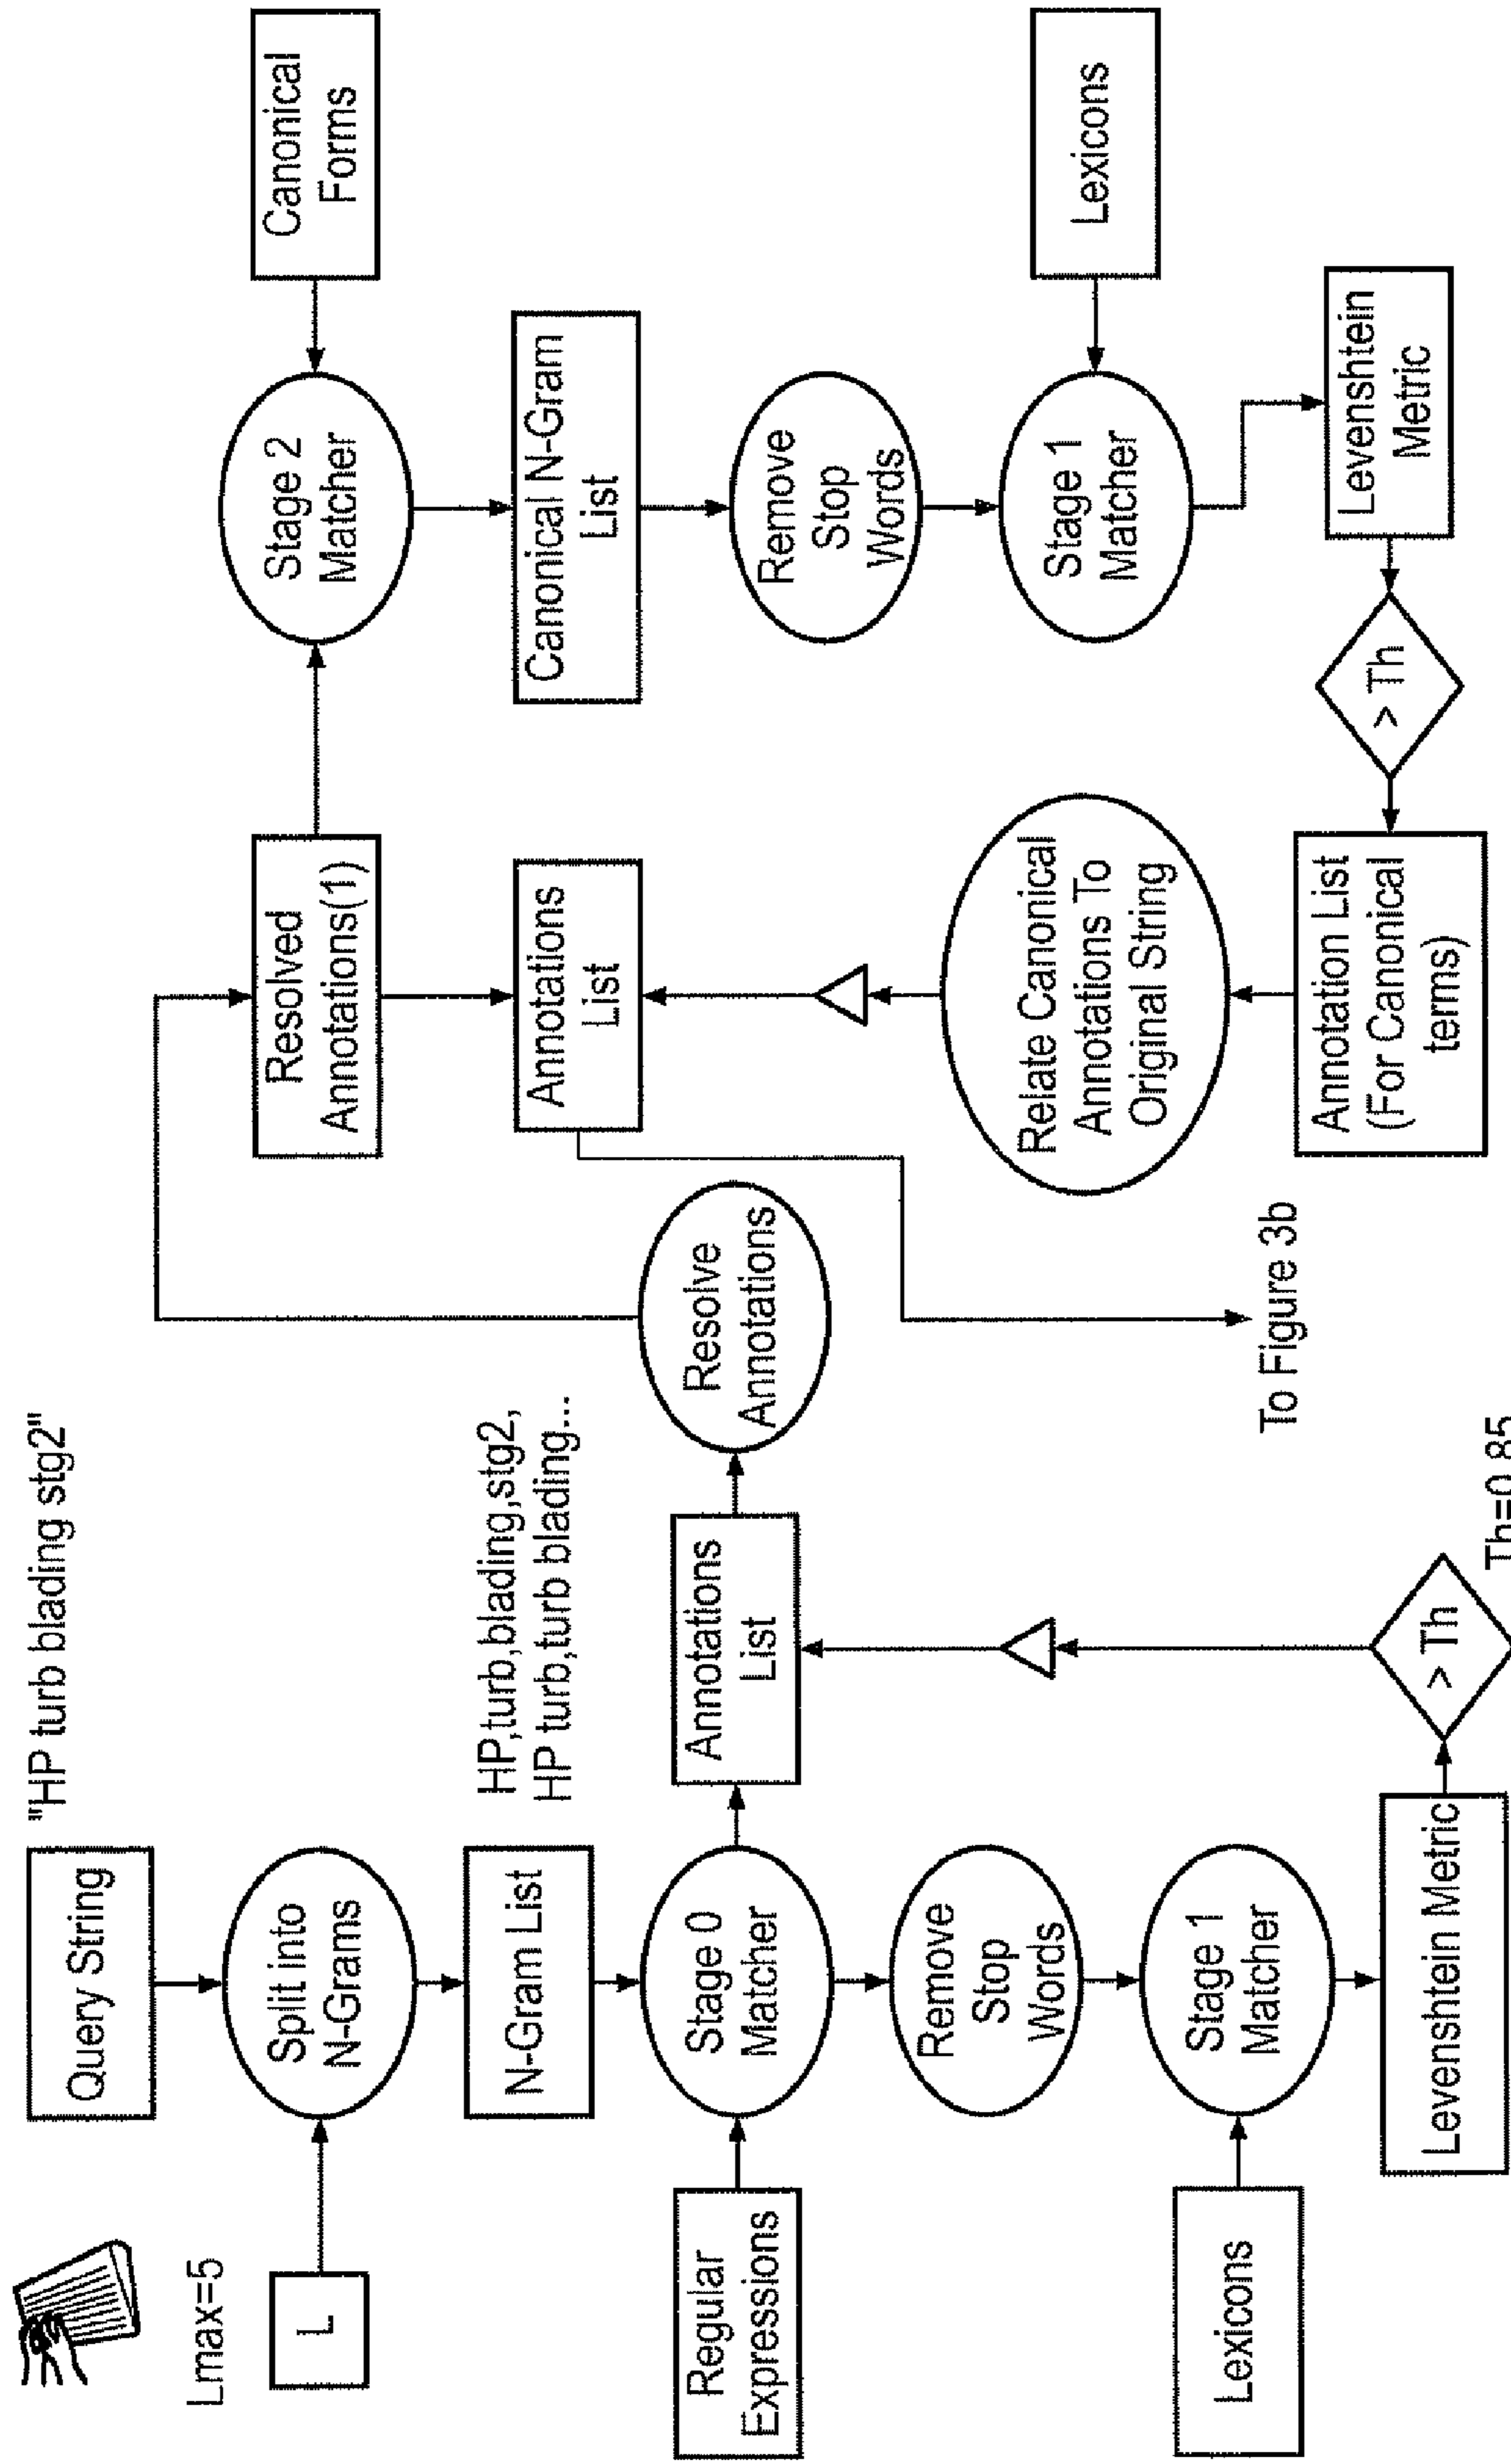 "HP turb blading stg2"
Query String
Lmax=5
L
Split into
N-Grams
HP,turb,blading,stg2,
HP turb,turb blading...
N-Gram List
Regular
Expressions
Stage 0
Matcher
Annotations
List
Resolve
Annotations
Remove
Stop
Words
Lexicons
Stage 1
Matcher
Levenshtein Metric
> Th
Th=0.85
Resolved
Annotations(1)
Stage 2
Matcher
Canonical
Forms
Annotations
List
Canonical N-Gram
List
Remove
Stop
Words
Relate Canonical
Annotations To
Original String
Stage 1
Matcher
Lexicons
To Figure 3b
Annotation List
(For Canonical
terms)
> Th
Levenshtein
Metric